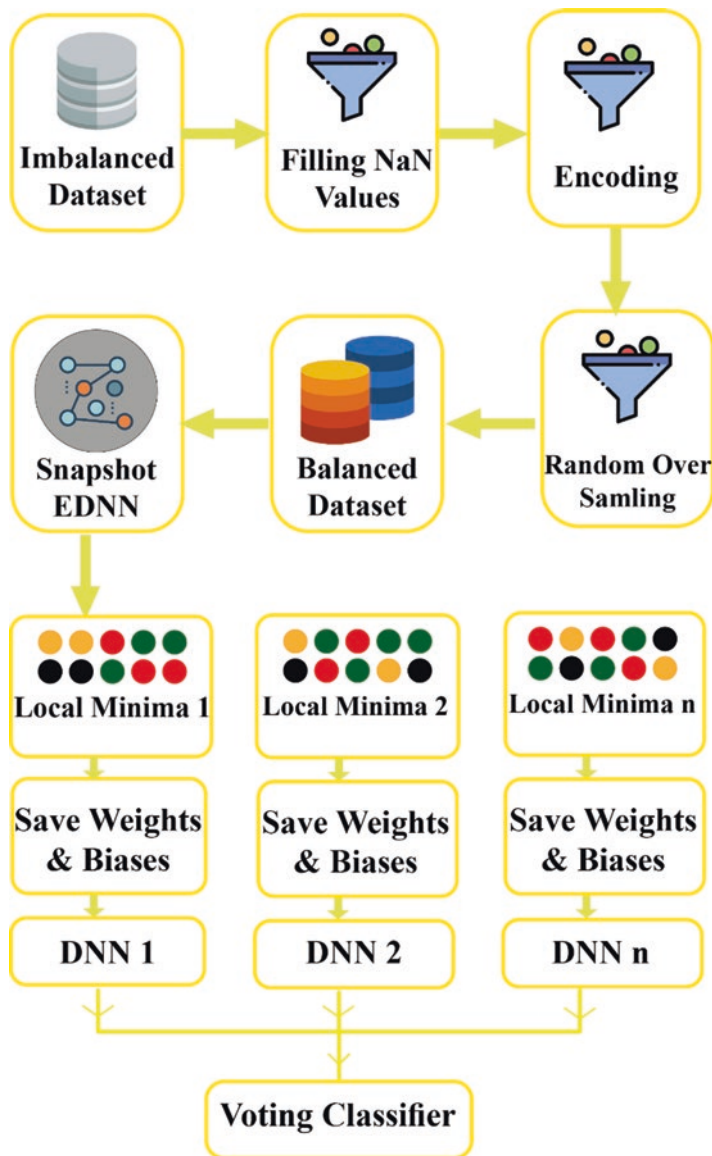 Imbalanced
Dataset
Filling NaN
Values
Encoding
Snapshot
EDNN
Balanced
Dataset
Random Over
Samling
Local Minima 1
Local Minima 2
Local Minima n
Save Weights
& Biases
Save Weights
& Biases
Save Weights
& Biases
DNN 1
DNN 2
DNN n
Voting Classifier